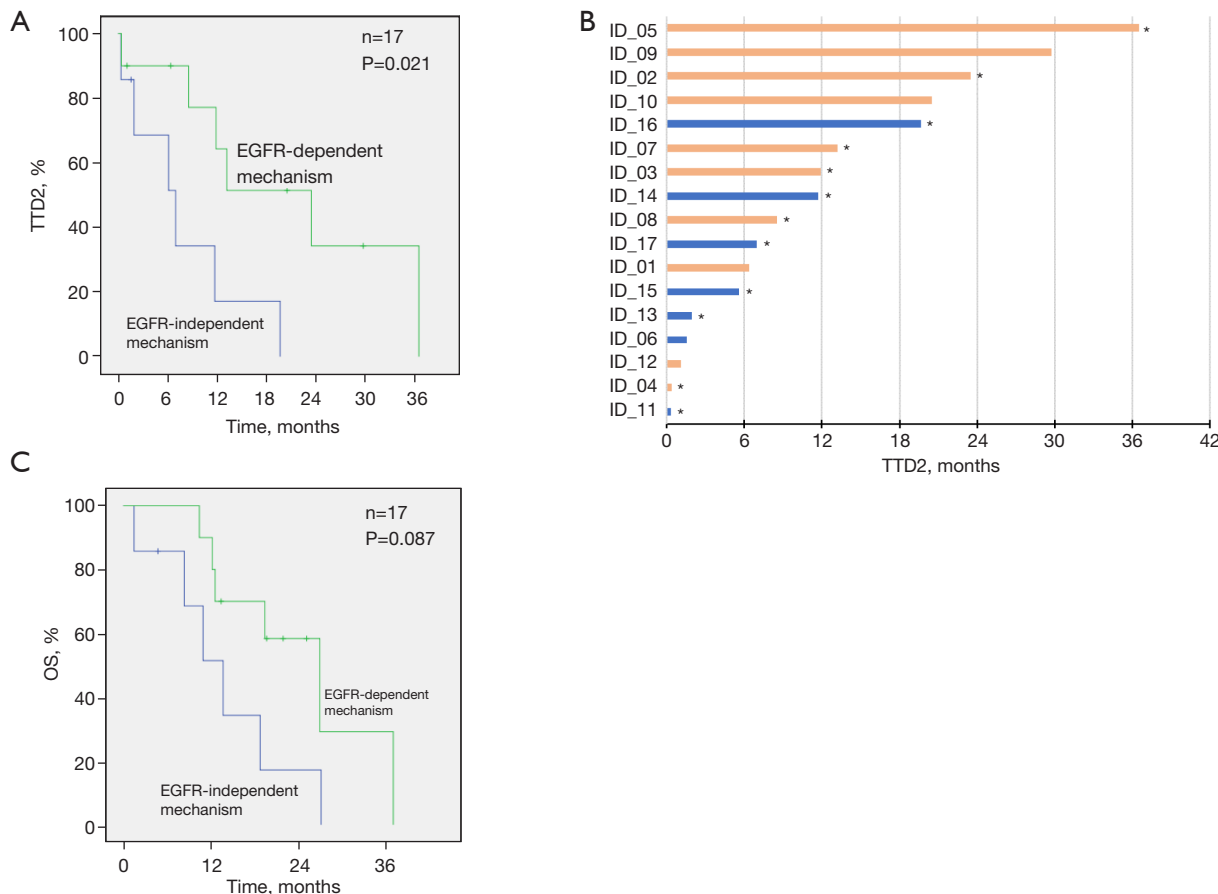 A
n=17
P=0.021
100
80
60
40
20
0
TTD2, %
EGFR-dependent
mechanism
EGFR-independent
mechanism
0 6 12 18 24 30 36
Time, months
B
ID_05 *
ID_09
ID_02 *
ID_10
ID_16 *
ID_07 *
ID_03 *
ID_14 *
ID_08 *
ID_17 *
ID_01
ID_15 *
ID_13 *
ID_06
ID_12
ID_04 *
ID_11 *
0 6 12 18 24 30 36 42
TTD2, months
C
n=17
P=0.087
100
80
60
40
20
0
OS, %
EGFR-dependent
mechanism
EGFR-independent
mechanism
0 12 24 36
Time, months